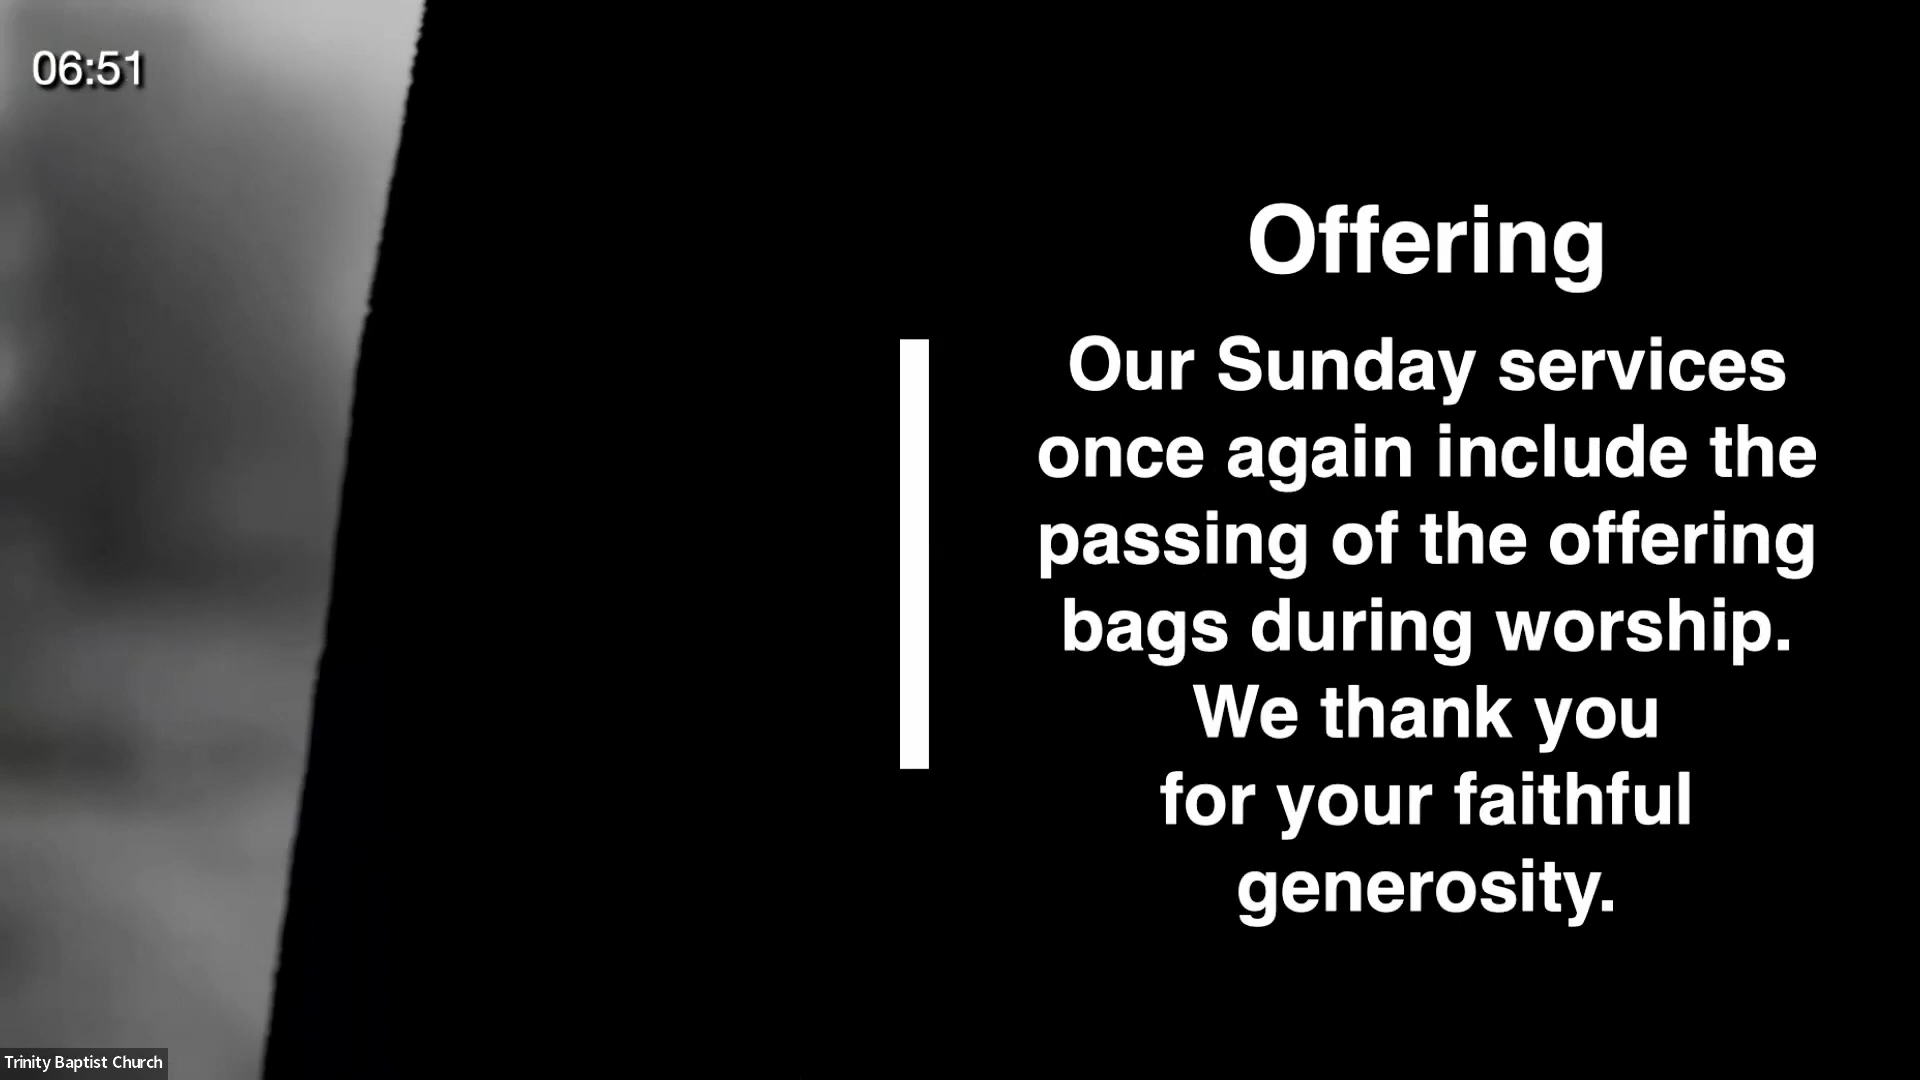 06:51
Offering
Our Sunday services
once again include the
passing of the offering
bags during worship.
We thank you
for your faithful
generosity.
Trinity Baptist Church